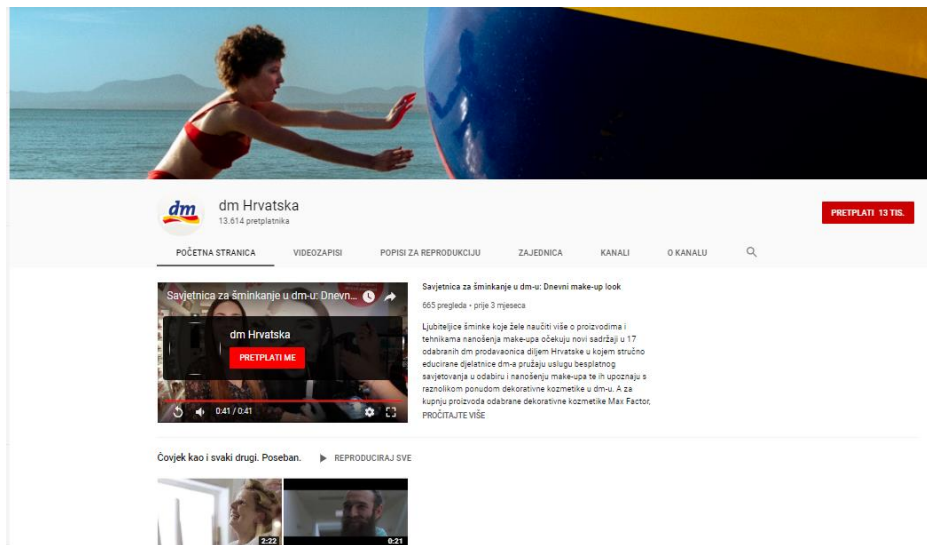 dm
dm Hrvatska
13.614 pretplatnika
PRETPLATI 13 TIS.
POČETNA STRANICA VIDEOZAPISI POPISI ZA REPRODUKCIJU ZAJEDNICA KANALI O KANALU
Savjetnica za šminkanje u dm-u: Dnevn...
dm Hrvatska
PRETPLATI ME
0:41 / 0:41
Savjetnica za šminkanje u dm-u: Dnevni make-up look
665 pregleda • prije 3 mjeseca
Ljubiteljice šminke koje žele naučiti više o proizvodima i
tehnikama nanošenja make-upa očekuju novi sadržaji u 17
odabranih dm prodavaonica diljem Hrvatske u kojem stručno
educirane djelatnice dm-a pružaju uslugu besplatnog
savjetovanja u odabiru i nanošenju make-upa te ih upoznaju s
raznolikom ponudom dekorativne kozmetike u dm-u. A za
kupnju proizvoda odabrane dekorativne kozmetike Max Factor,
PROČITAJTE VIŠE
Čovjek kao i svaki drugi. Poseban. REPRODUCIRAJ SVE
2:22 0:21